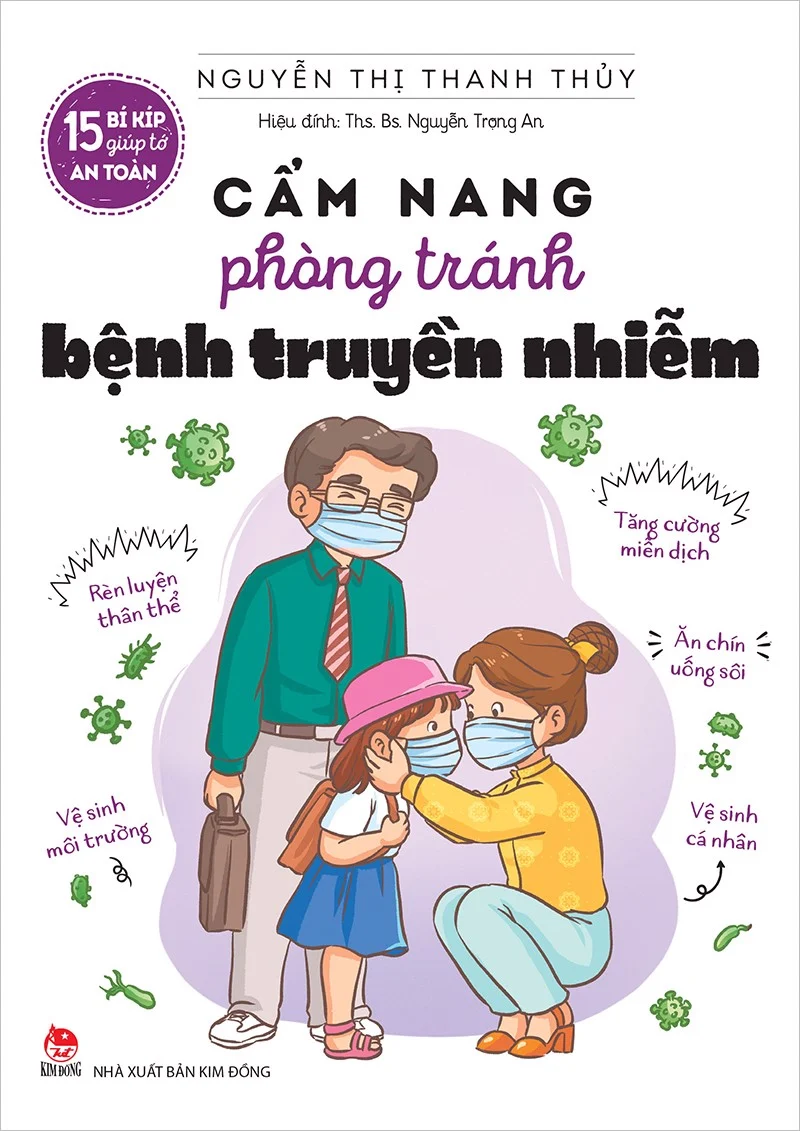 NGUYỄN THỊ THANH THỦY
Hiệu đính: Ths. Bs. Nguyễn Trọng An
15 BÍ KÍP
giúp tớ
AN TOÀN
CẨM NANG
phòng tránh
bệnh truyền nhiễm
Tăng cường
miễn dịch
Rèn luyện
thân thể
Ăn chín
uống sôi
Vệ sinh
môi trường
Vệ sinh
cá nhân
KIM ĐỒNG
NHÀ XUẤT BẢN KIM ĐỒNG